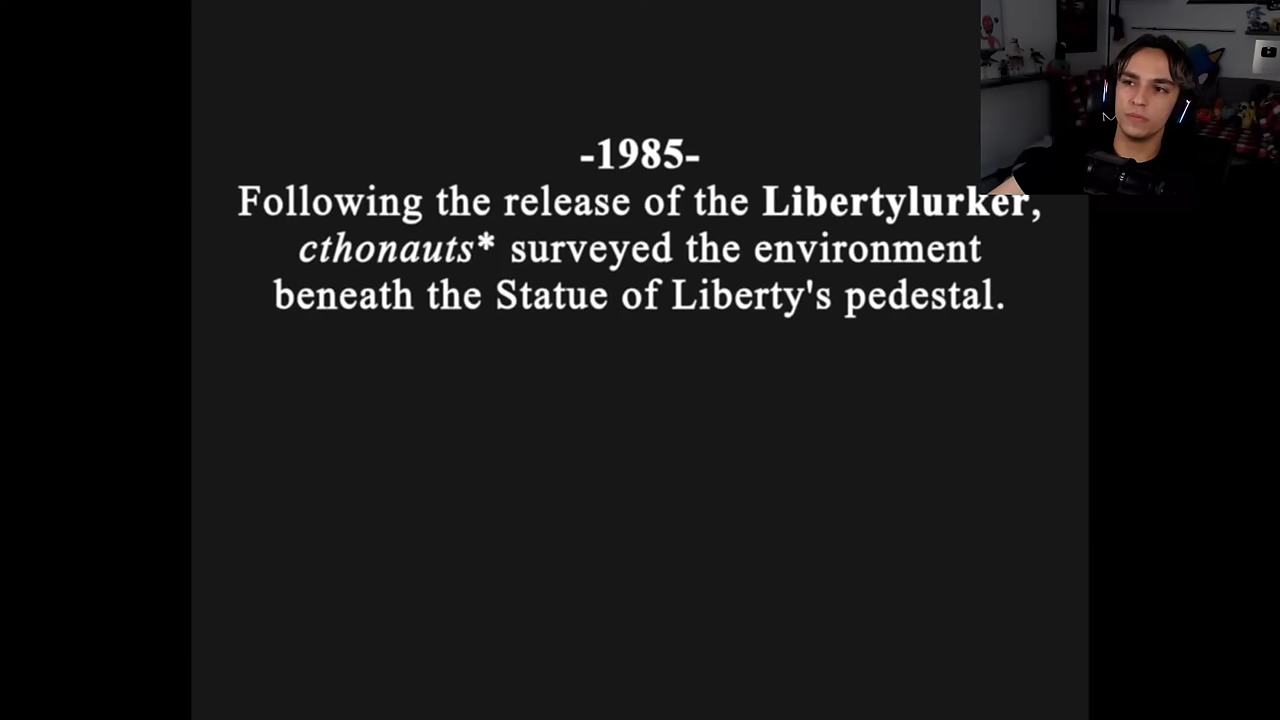 -1985-
Following the release of the Libertylurker,
cthonauts* surveyed the environment
beneath the Statue of Liberty's pedestal.